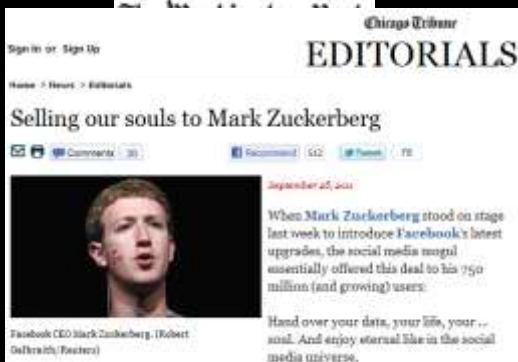 Chicago Tribune
Sign In or Sign Up
EDITORIALS
Home > News > Editorials
Selling our souls to Mark Zuckerberg
Comments 30
Recommend 512
Tweet 78
September 28, 2011
When Mark Zuckerberg stood on stage
last week to introduce Facebook's latest
upgrades, the social media mogul
essentially offered this deal to his 750
million (and growing) users:
Hand over your data, your life, your ...
soul. And enjoy eternal like in the social
media universe.
Facebook CEO Mark Zuckerberg. (Robert
Galbraith/Reuters)